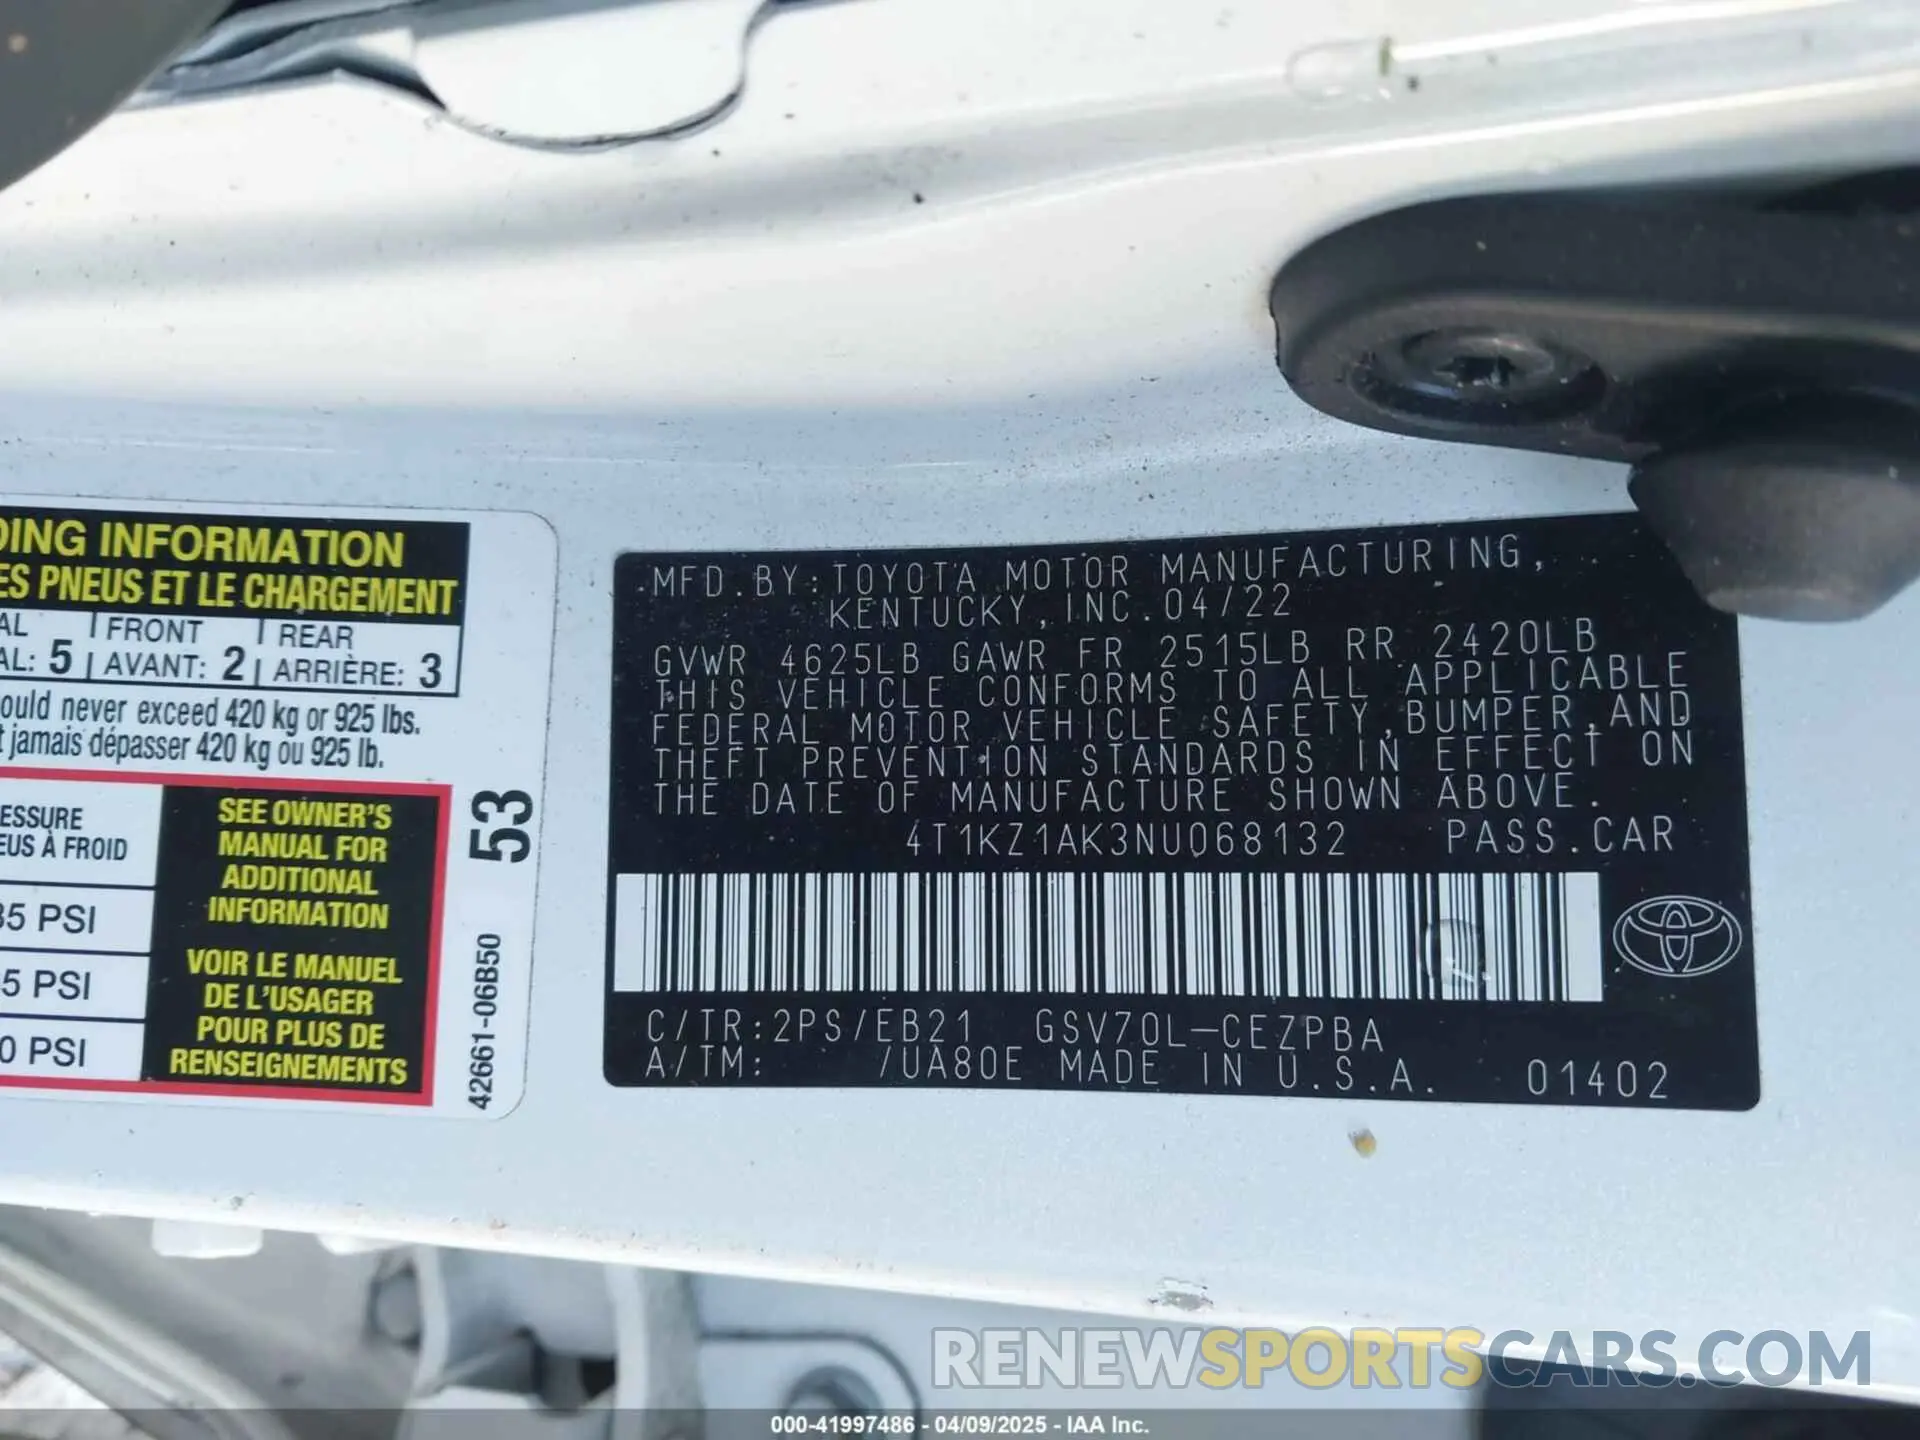 DING INFORMATION
ES PNEUS ET LE CHARGEMENT
AL FRONT REAR
AL: 5 AVANT: 2 ARRIÈRE: 3
ould never exceed 420 kg or 925 lbs.
t jamais dépasser 420 kg ou 925 lb.
ESSURE
EUS À FROID
35 PSI
5 PSI
0 PSI
SEE OWNER'S
MANUAL FOR
ADDITIONAL
INFORMATION
VOIR LE MANUEL
DE L'USAGER
POUR PLUS DE
RENSEIGNEMENTS
42661-06B50 53
MFD.BY:TOYOTA MOTOR MANUFACTURING,
KENTUCKY,INC.04/22
GVWR 4625LB GAWR FR 2515LB RR 2420LB
THIS VEHICLE CONFORMS TO ALL APPLICABLE
FEDERAL MOTOR VEHICLE SAFETY,BUMPER,AND
THEFT PREVENTION STANDARDS IN EFFECT ON
THE DATE OF MANUFACTURE SHOWN ABOVE.
4T1KZ1AK3NU068132 PASS.CAR
C/TR:2PS/EB21 GSV70L-CEZPBA
A/TM: /UA80E MADE IN U.S.A. 01402
RENEWSPORTSCARS.COM
000-41997486 - 04/09/2025 - IAA Inc.